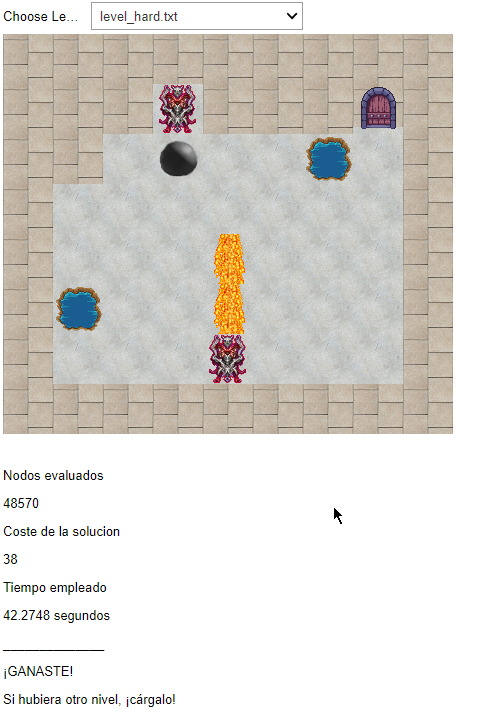 Choose Le...
level_hard.txt
Nodos evaluados
48570
Coste de la solucion
38
Tiempo empleado
42.2748 segundos
______________
¡GANASTE!
Si hubiera otro nivel, ¡cárgalo!